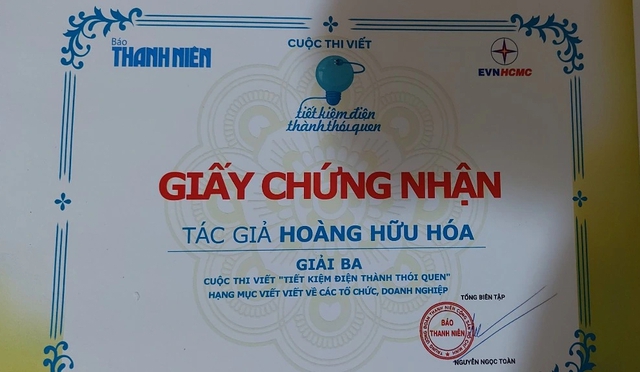 Báo
THANH NIÊN
CUỘC THI VIẾT
EVNHCMC
tiết kiệm điện
thành thói quen
GIẤY CHỨNG NHẬN
TÁC GIẢ HOÀNG HỮU HÓA
GIẢI BA
CUỘC THI VIẾT "TIẾT KIỆM ĐIỆN THÀNH THÓI QUEN"
HẠNG MỤC VIẾT VIẾT VỀ CÁC TỔ CHỨC, DOANH NGHIỆP
TỔNG BIÊN TẬP
BÁO
THANH NIÊN
NGUYỄN NGỌC TOÀN